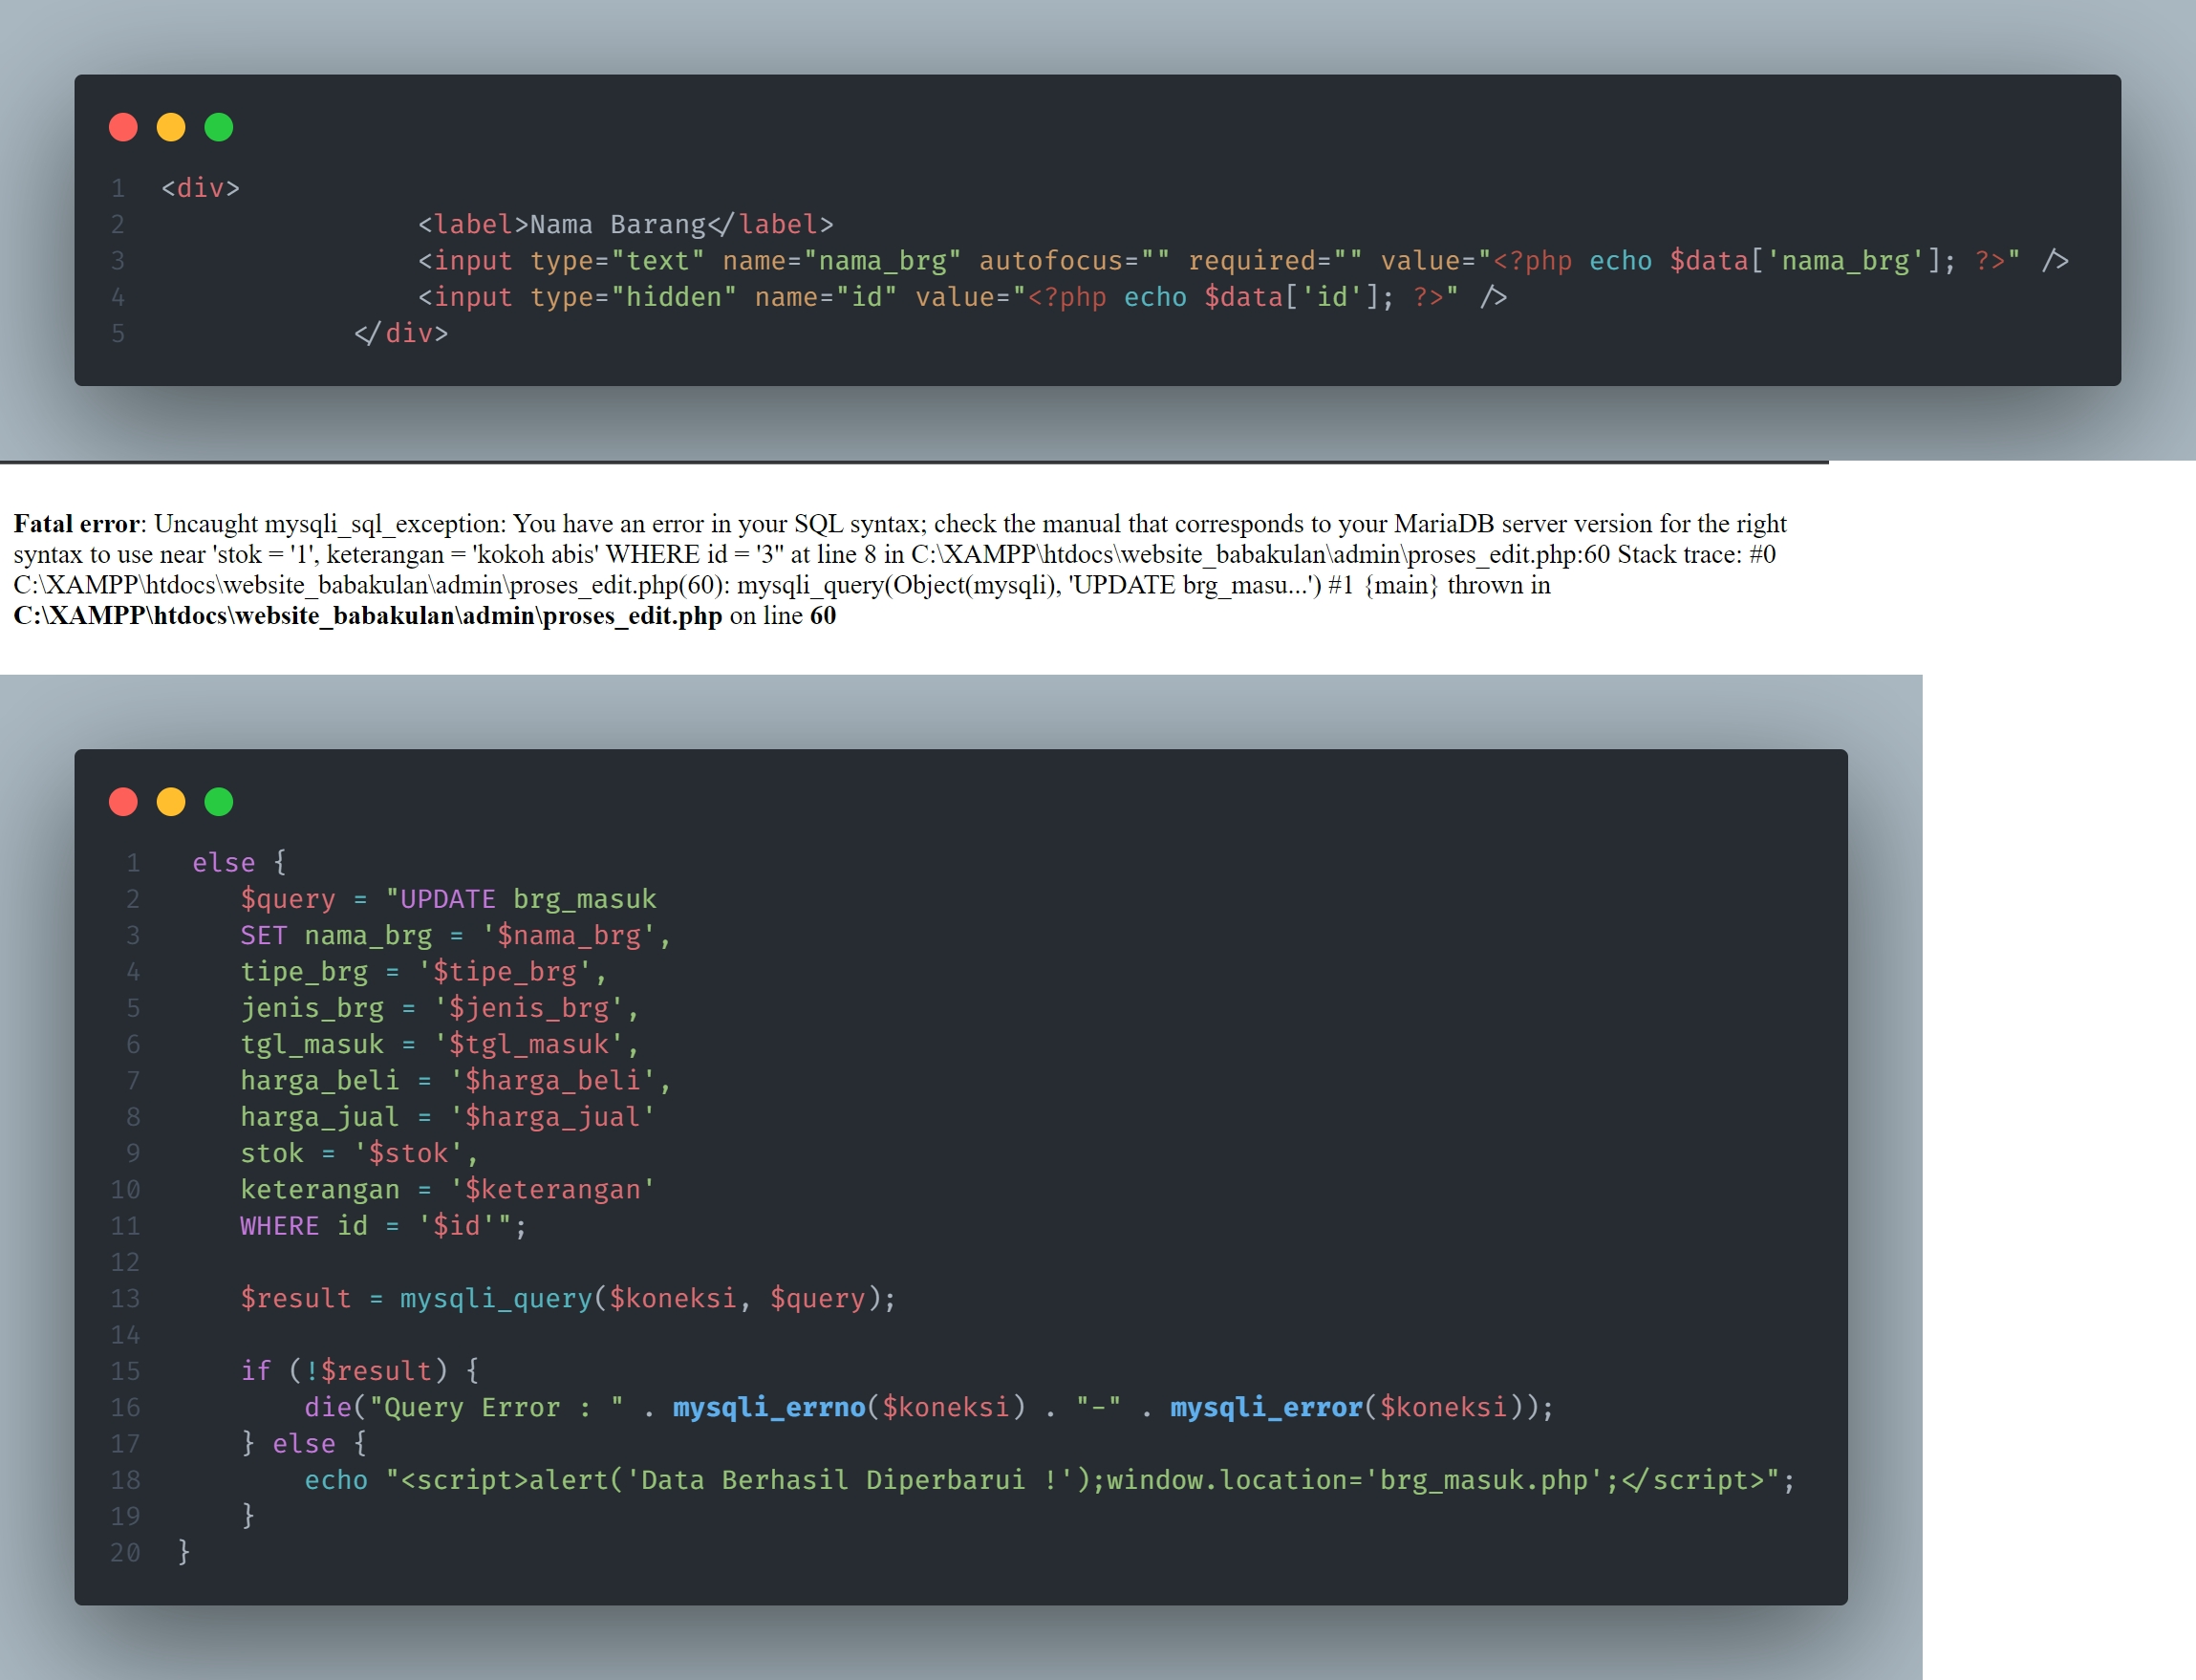 1 <div>
2 <label>Nama Barang</label>
3 <input type="text" name="nama_brg" autofocus="" required="" value="<?php echo $data['nama_brg']; ?>" />
4 <input type="hidden" name="id" value="<?php echo $data['id']; ?>" />
5 </div>
Fatal error: Uncaught mysqli_sql_exception: You have an error in your SQL syntax; check the manual that corresponds to your MariaDB server version for the right
syntax to use near 'stok = '1', keterangan = 'kokoh abis' WHERE id = '3'' at line 8 in C:\XAMPP\htdocs\website_babakulan\admin\proses_edit.php:60 Stack trace: #0
C:\XAMPP\htdocs\website_babakulan\admin\proses_edit.php(60): mysqli_query(Object(mysqli), 'UPDATE brg_masu...') #1 {main} thrown in
C:\XAMPP\htdocs\website_babakulan\admin\proses_edit.php on line 60
1 else {
2 $query = "UPDATE brg_masuk
3 SET nama_brg = '$nama_brg',
4 tipe_brg = '$tipe_brg',
5 jenis_brg = '$jenis_brg',
6 tgl_masuk = '$tgl_masuk',
7 harga_beli = '$harga_beli',
8 harga_jual = '$harga_jual'
9 stok = '$stok',
10 keterangan = '$keterangan'
11 WHERE id = '$id'";
12
13 $result = mysqli_query($koneksi, $query);
14
15 if (!$result) {
16 die("Query Error : " . mysqli_errno($koneksi) . "-" . mysqli_error($koneksi));
17 } else {
18 echo "<script>alert('Data Berhasil Diperbarui !');window.location='brg_masuk.php';</script>";
19 }
20 }